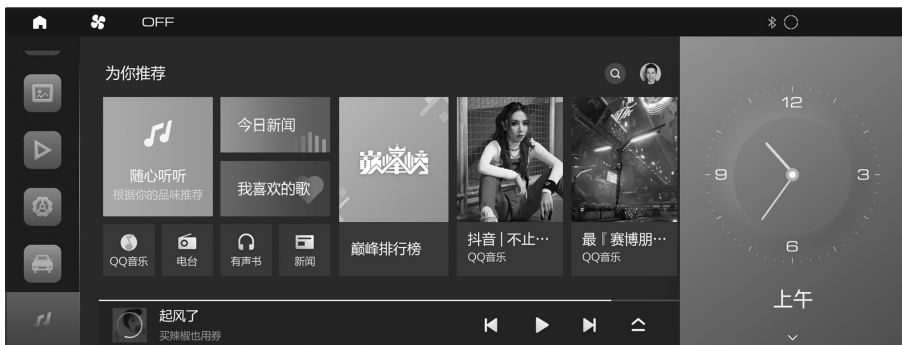 OFF
为你推荐
随心听听
根据你的品味推荐
今日新闻
我喜欢的歌
巅峰榜
巅峰排行榜
抖音 | 不止…
QQ音乐
最『赛博朋…
QQ音乐
QQ音乐
电台
有声书
新闻
起风了
买辣椒也用券
12
3
6
9
上午